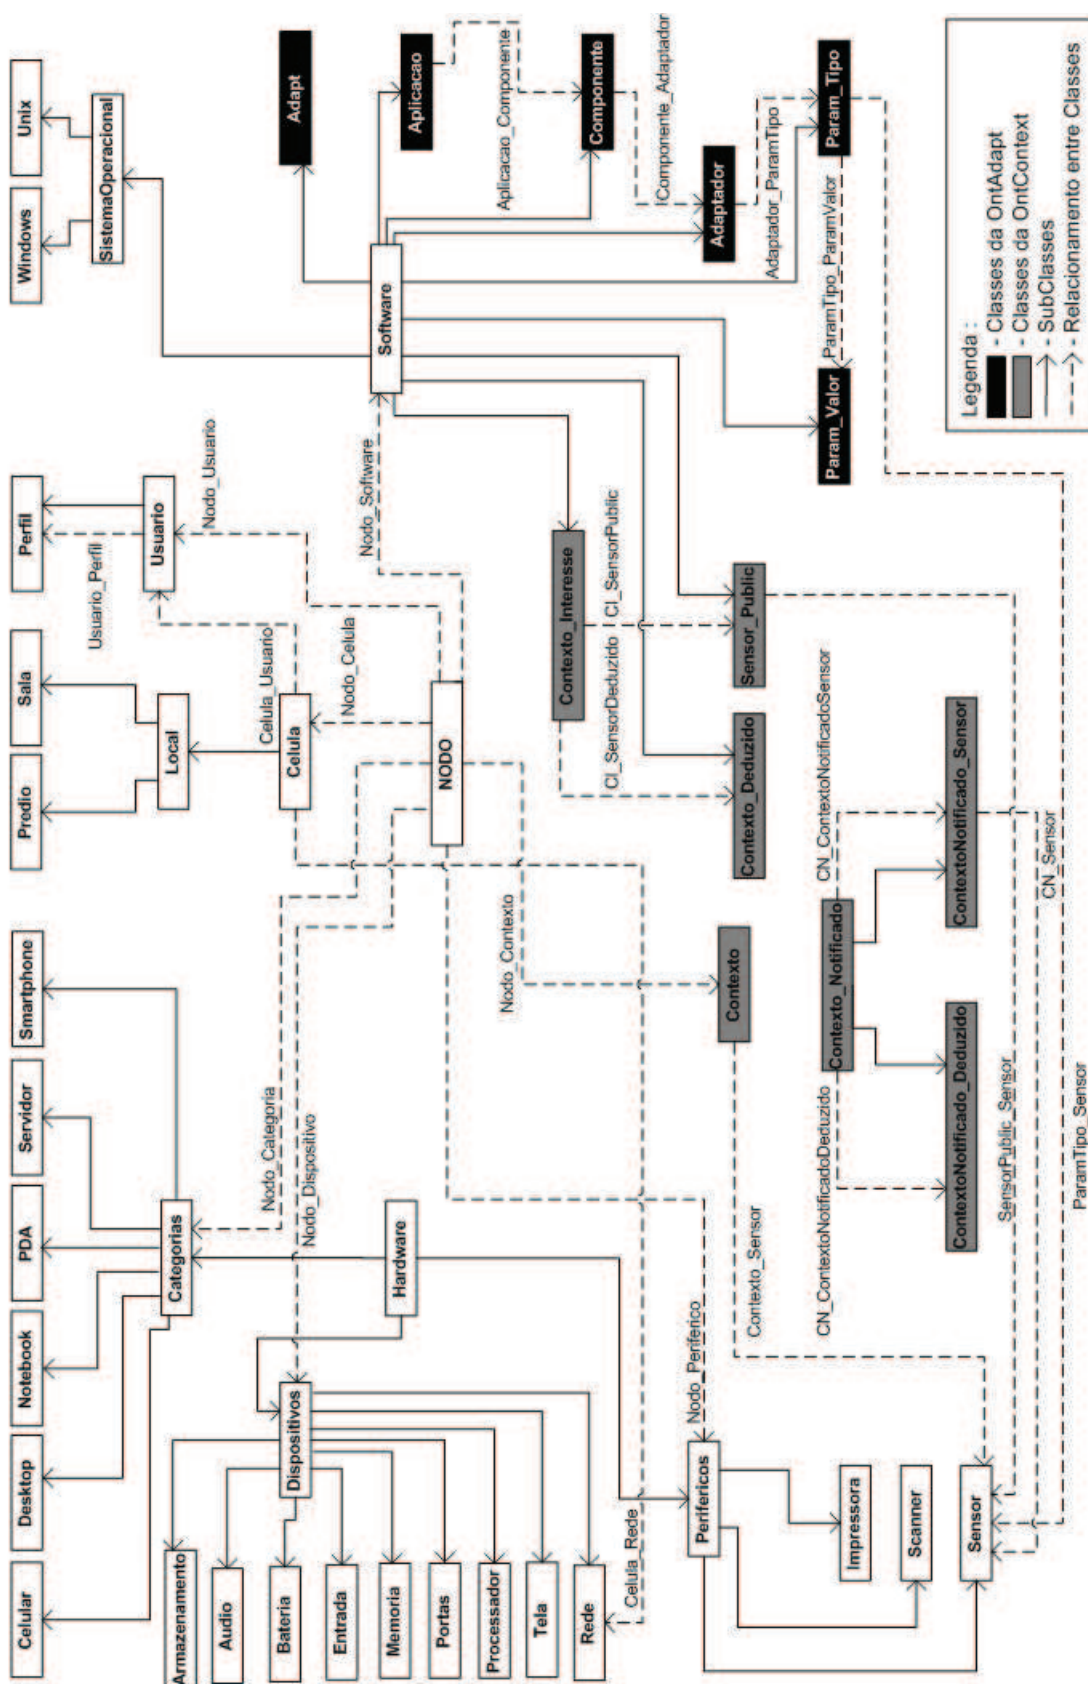 Celular
Desktop
Notebook
PDA
Servidor
Smartphone
Predio
Sala
Perfil
Windows
Unix
Categorias
Local
Usuario
SistemaOperacional
Usuario_Perfil
Nodo_Usuario
Nodo_Categoria
Nodo_Dispositivo
Celula_Usuario
Celula
Nodo_Celula
Nodo_Software
Armazenamento
Audio
Bateria
Entrada
Memoria
Portas
Processador
Tela
Rede
Dispositivos
Hardware
NODO
Software
Adapt
Aplicacao
Aplicacao_Componente
Componente
Componente_Adaptador
Adaptador
Adaptador_ParamTipo
Param_Tipo
ParamTipo_ParamValor
Param_Valor
Celula_Rede
Nodo_Periferico
Nodo_Contexto
Contexto_Interesse
CI_SensorDeduzido
CI_SensorPublic
Contexto_Deduzido
Sensor_Public
Contexto
Contexto_Sensor
Perifericos
Impressora
Scanner
Sensor
CN_ContextoNotificadoDeduzido
Contexto_Notificado
CN_ContextoNotificadoSensor
ContextoNotificado_Deduzido
ContextoNotificado_Sensor
SensorPublic_Sensor
CN_Sensor
ParamTipo_Sensor
Legenda :
- Classes da OntAdapt
- Classes da OntContext
- SubClasses
- Relacionamento entre Classes